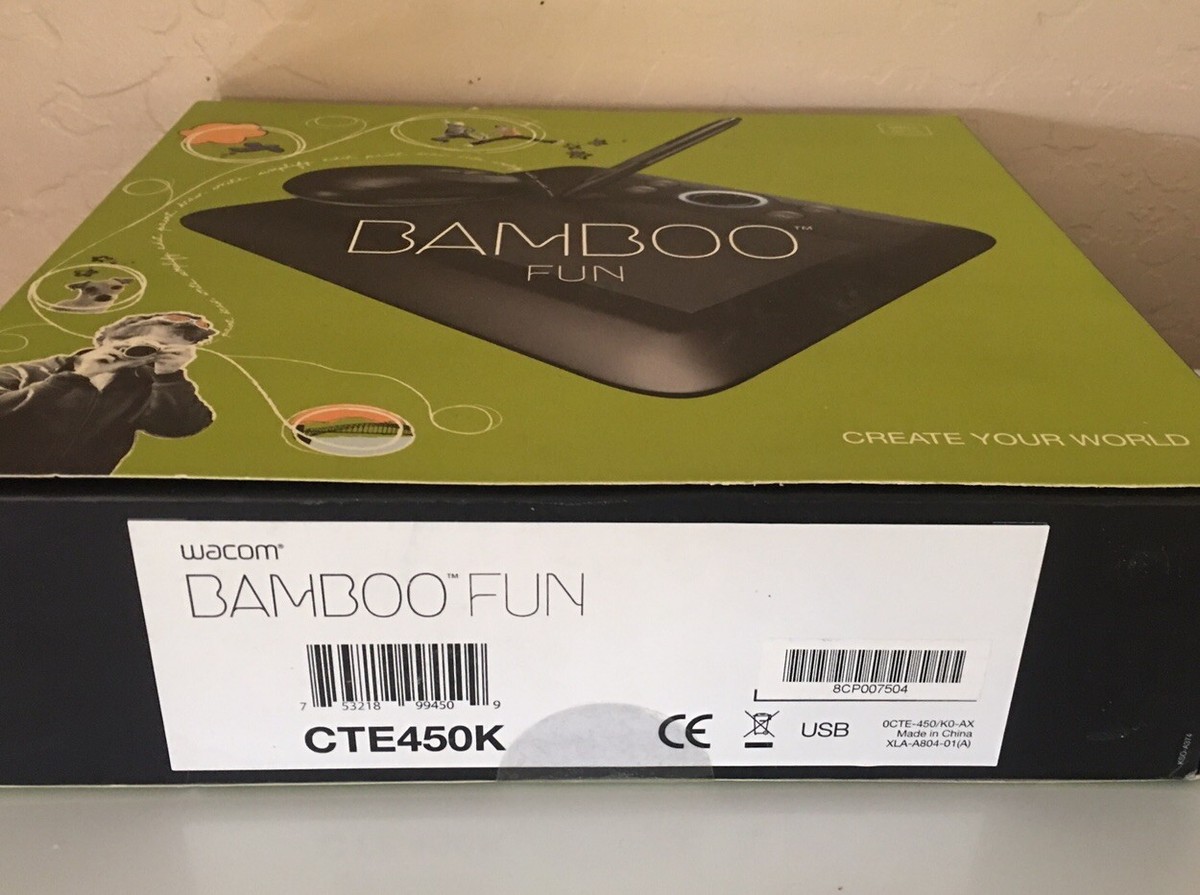 BAMBOO™
FUN
CREATE YOUR WORLD
wacom®
BAMBOO™ FUN
7 53218 99450 9
CTE450K
8CP007504
CE
USB
0CTE-450/K0-AX
Made in China
XLA-A804-01(A)